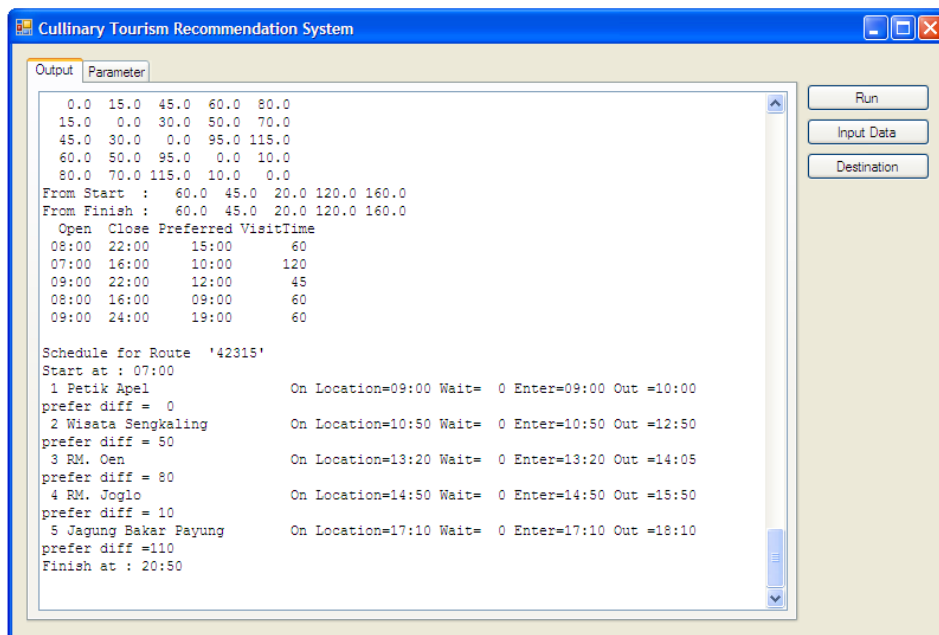 Cullinary Tourism Recommendation System
Output Parameter
Run
Input Data
Destination
0.0 15.0 45.0 60.0 80.0
15.0 0.0 30.0 50.0 70.0
45.0 30.0 0.0 95.0 115.0
60.0 50.0 95.0 0.0 10.0
80.0 70.0 115.0 10.0 0.0
From Start : 60.0 45.0 20.0 120.0 160.0
From Finish : 60.0 45.0 20.0 120.0 160.0
Open Close Preferred VisitTime
08:00 22:00 15:00 60
07:00 16:00 10:00 120
09:00 22:00 12:00 45
08:00 16:00 09:00 60
09:00 24:00 19:00 60
Schedule for Route '42315'
Start at : 07:00
1 Petik Apel On Location=09:00 Wait= 0 Enter=09:00 Out =10:00
prefer diff = 0
2 Wisata Sengkaling On Location=10:50 Wait= 0 Enter=10:50 Out =12:50
prefer diff = 50
3 RM. Oen On Location=13:20 Wait= 0 Enter=13:20 Out =14:05
prefer diff = 80
4 RM. Joglo On Location=14:50 Wait= 0 Enter=14:50 Out =15:50
prefer diff = 10
5 Jagung Bakar Payung On Location=17:10 Wait= 0 Enter=17:10 Out =18:10
prefer diff =110
Finish at : 20:50